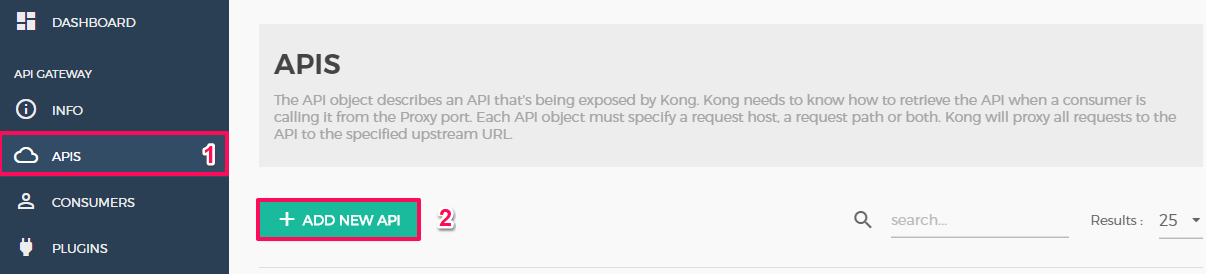 DASHBOARD
API GATEWAY
INFO
APIS
1
CONSUMERS
PLUGINS
APIS
The API object describes an API that's being exposed by Kong. Kong needs to know how to retrieve the API when a consumer is
calling it from the Proxy port. Each API object must specify a request host, a request path or both. Kong will proxy all requests to the
API to the specified upstream URL.
+ ADD NEW API
2
search...
Results :
25